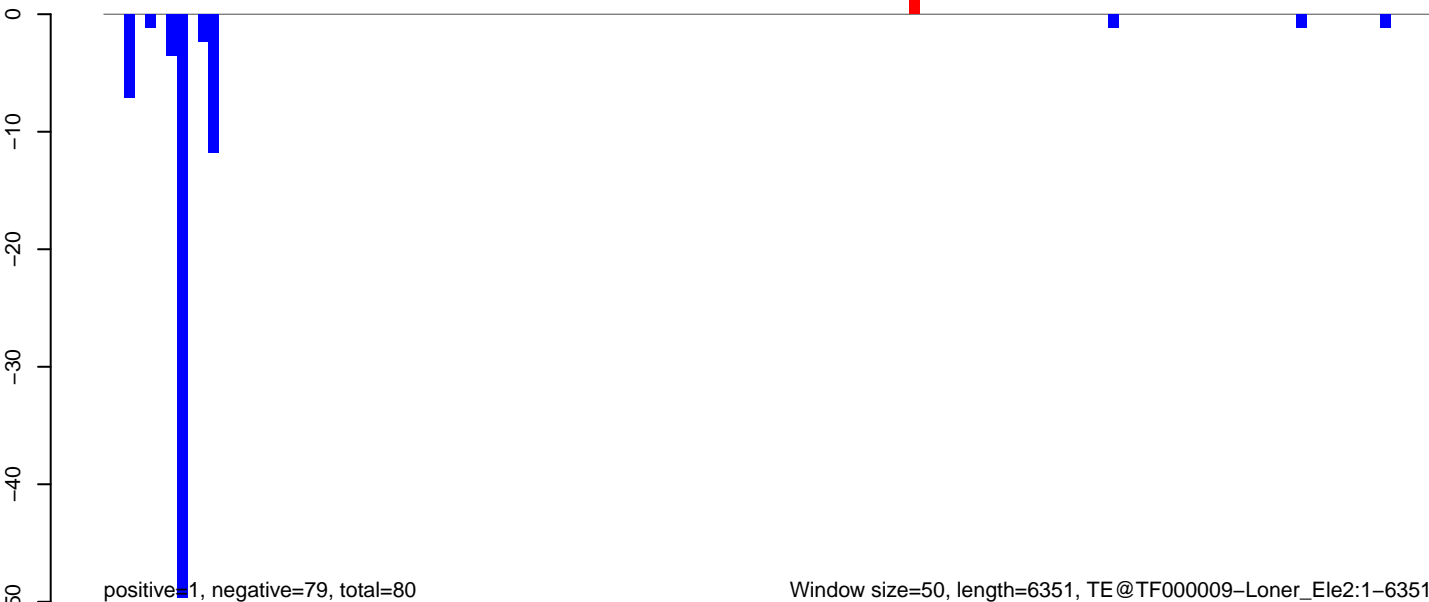 0
−10
−20
−30
−40
positive=1, negative=79, total=80
Window size=50, length=6351, TE@TF000009−Loner_Ele2:1−6351